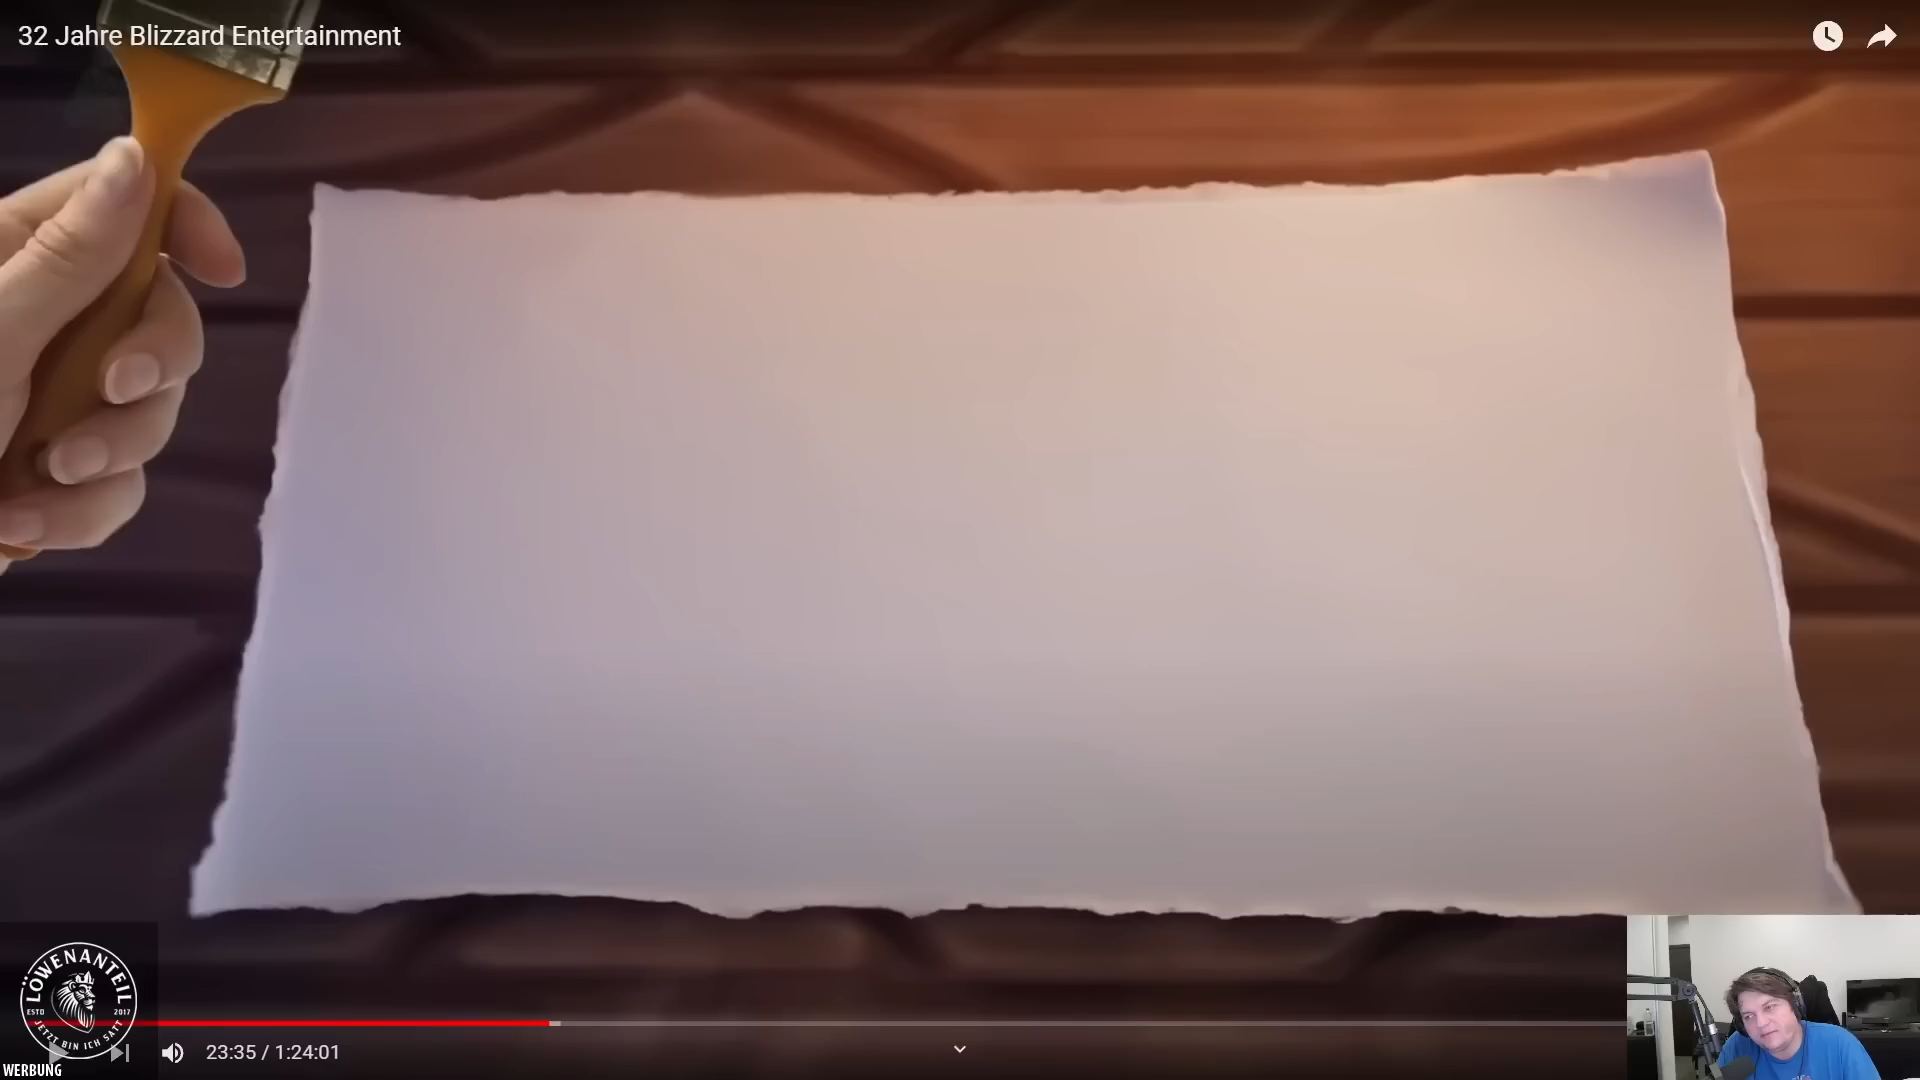 32 Jahre Blizzard Entertainment
LÖWENANTEIL
ESTD 2017
JETZT BIN ICH SATT
23:35 / 1:24:01
WERBUNG